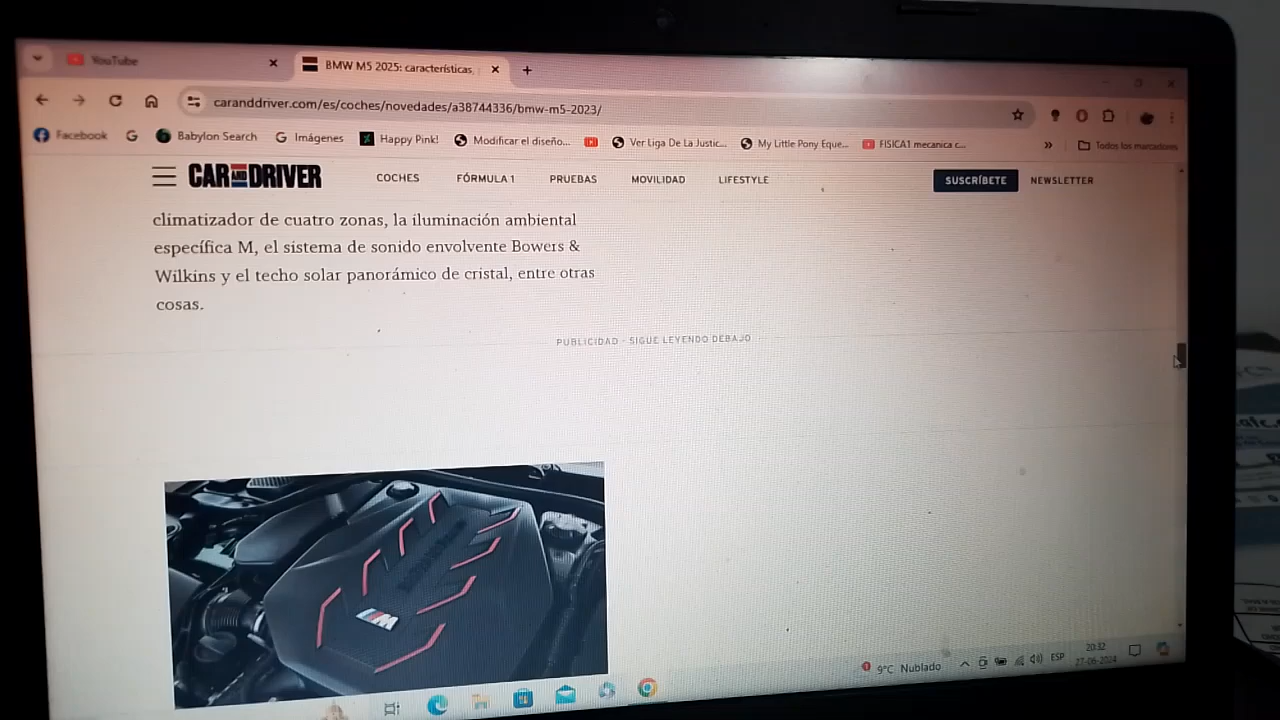 YouTube
BMW M5 2025: características,
caranddriver.com/es/coches/novedades/a38744336/bmw-m5-2023/
Facebook
Babylon Search
Imágenes
Happy Pink!
Modificar el diseño...
Ver Liga De La Justic...
My Little Pony Eque...
FISICA1 mecanica c...
»
Todos los marcadores
CAR AND DRIVER
COCHES
FÓRMULA 1
PRUEBAS
MOVILIDAD
LIFESTYLE
SUSCRÍBETE
NEWSLETTER
climatizador de cuatro zonas, la iluminación ambiental
específica M, el sistema de sonido envolvente Bowers &
Wilkins y el techo solar panorámico de cristal, entre otras
cosas.
PUBLICIDAD - SIGUE LEYENDO DEBAJO
M
9°C Nublado
ESP
20:32
27-06-2024